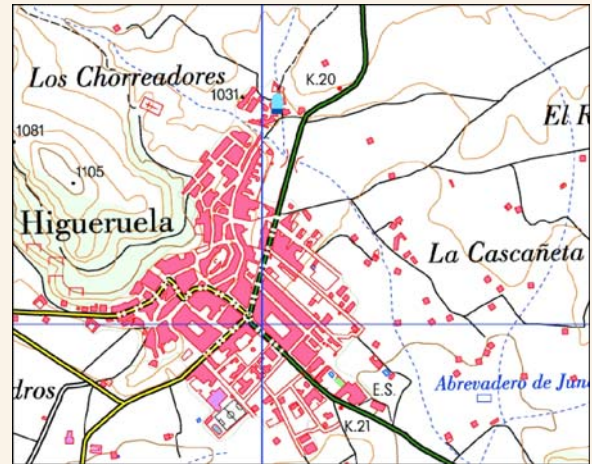 Los Chorreadores
K.20
1031
El R
1081
1105
Higueruela
La Cascañeta
dros
E.S.
Abrevadero de Jun
K.21